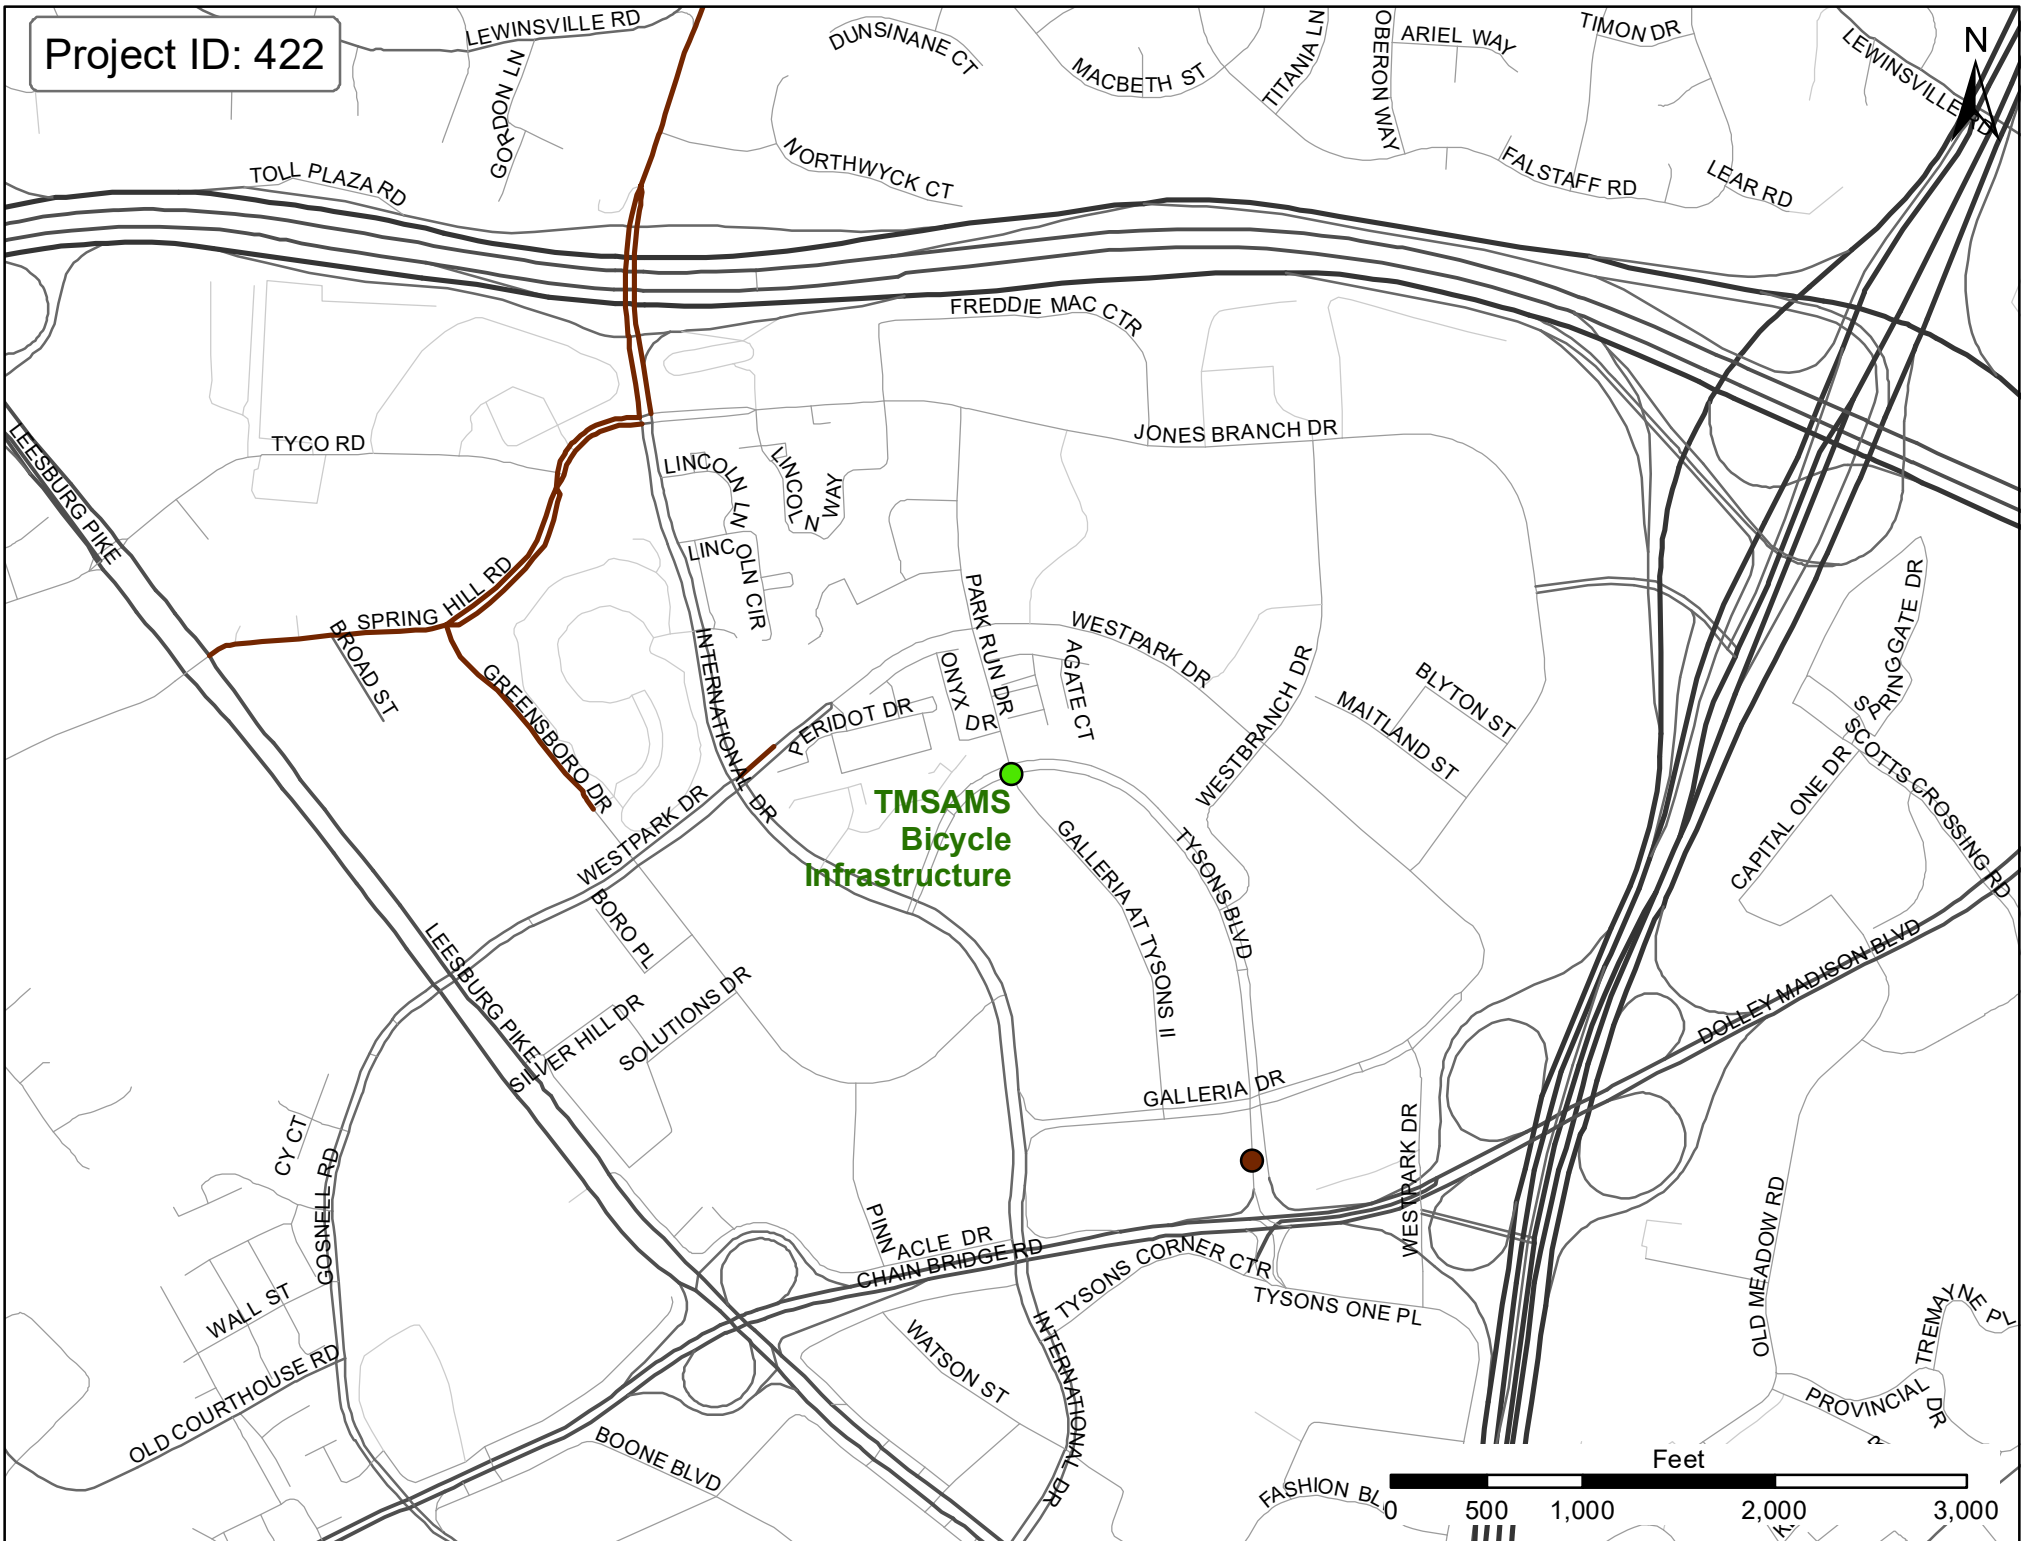 Project ID: 422
LEWINSVILLE RD
GORDON LN
DUNSINANE CT
MACBETH ST
TITANIA LN
OBERON WAY
ARIEL WAY
TIMON DR
LEWINSVILLE RD
N
TOLL PLAZA RD
NORTHWYCK CT
FALSTAFF RD
LEAR RD
FREDDIE MAC CTR
LEESBURG PIKE
TYCO RD
LINCOLN LN
LINCOLN WAY
JONES BRANCH DR
LINCOLN CIR
SPRING HILL RD
BROAD ST
GREENSBORO DR
INTERNATIONAL DR
PARK RUN DR
ONYX DR
AGATE CT
WESTPARK DR
PERIDOT DR
WESTBRANCH DR
MAITLAND ST
BLYTON ST
SPRINGGATE DR
SCOTTS CROSSING RD
CAPITAL ONE DR
TMSAMS
Bicycle
Infrastructure
WESTPARK DR
BORO PL
GALLERIA AT TYSONS II
TYSONS BLVD
LEESBURG PIKE
SILVER HILL DR
SOLUTIONS DR
DOLLEY MADISON BLVD
GALLERIA DR
WESTPARK DR
CY CT
GOSNELL RD
PINNACLE DR
CHAIN BRIDGE RD
TYSONS CORNER CTR
TYSONS ONE PL
OLD MEADOW RD
WALL ST
OLD COURTHOUSE RD
WATSON ST
INTERNATIONAL DR
TREMAYNE PL
PROVINCIAL DR
BOONE BLVD
FASHION BL
Feet
0 500 1,000 2,000 3,000